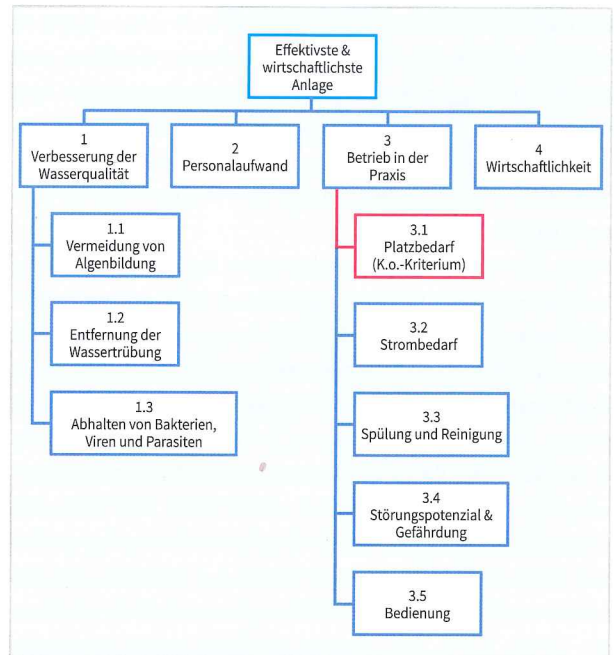 Effektivste &
wirtschaftlichste
Anlage
1
Verbesserung der
Wasserqualität
2
Personalaufwand
3
Betrieb in der
Praxis
4
Wirtschaftlichkeit
1.1
Vermeidung von
Algenbildung
1.2
Entfernung der
Wassertrübung
1.3
Abhalten von Bakterien,
Viren und Parasiten
3.1
Platzbedarf
(K.o.-Kriterium)
3.2
Strombedarf
3.3
Spülung und Reinigung
3.4
Störungspotenzial &
Gefährdung
3.5
Bedienung